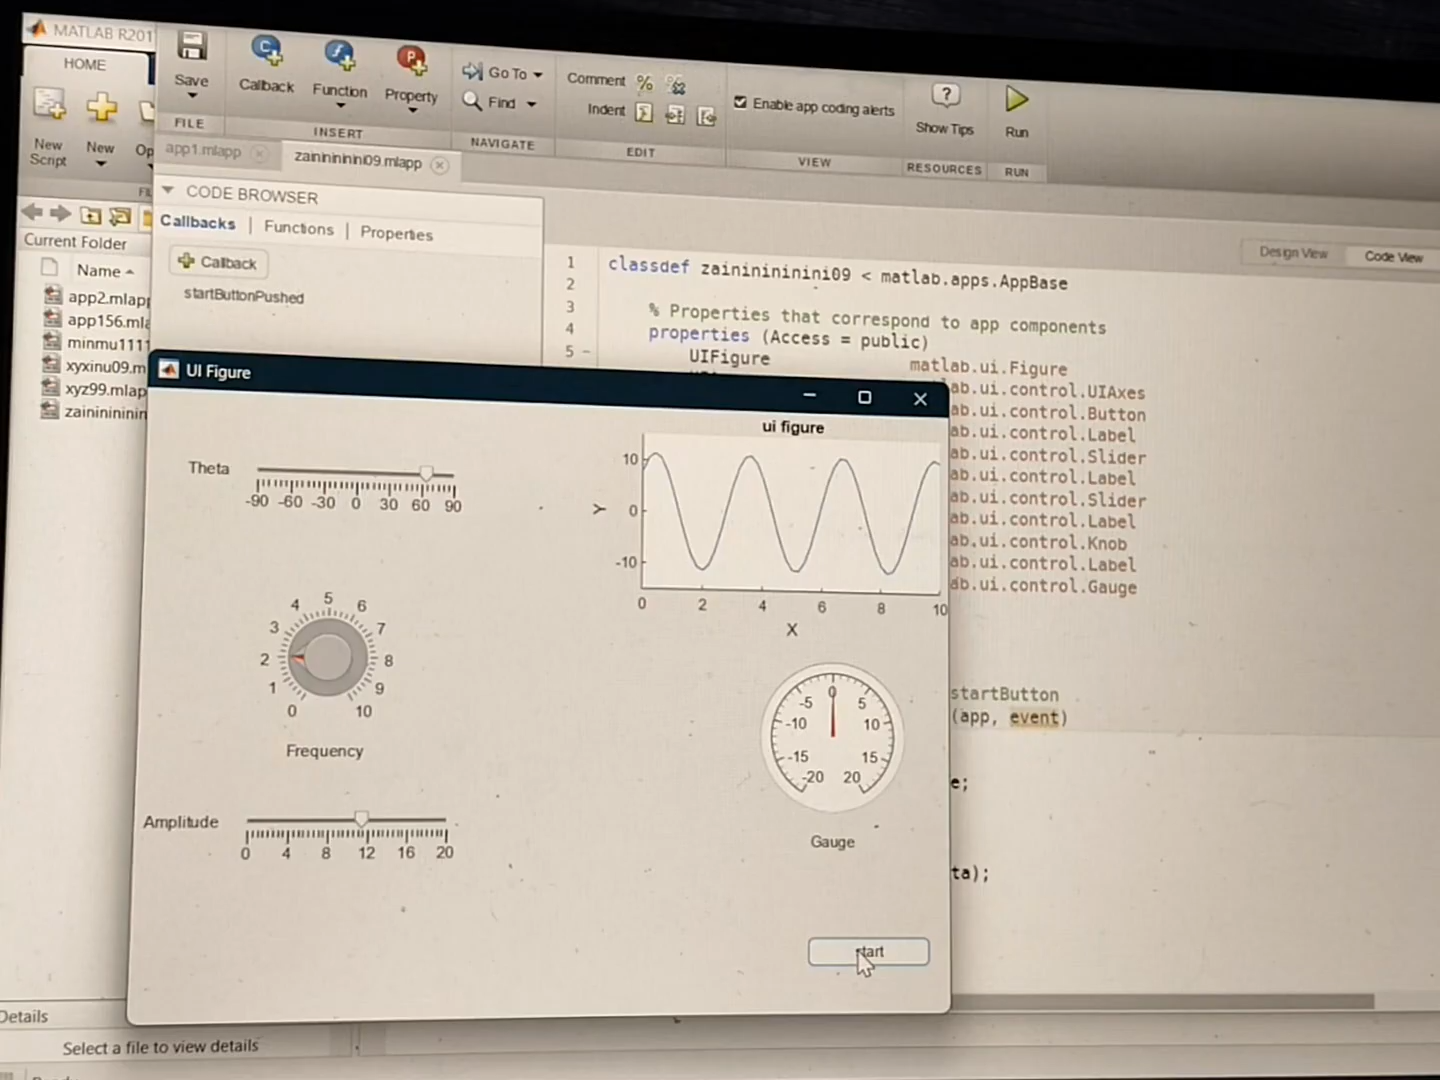 MATLAB R201
HOME
New Script
New
Save
Callback
Function
Property
Go To
Find
Comment
Indent
Enable app coding alerts
Show Tips
Run
FILE
INSERT
NAVIGATE
EDIT
VIEW
RESOURCES
RUN
app1.mlapp
zainininini09.mlapp
CODE BROWSER
Callbacks | Functions | Properties
Callback
startButtonPushed
Current Folder
Name
app2.mlapp
app156.mla
minmu1111
xyxinu09.m
xyz99.mlap
zaininininin
Design View
Code View
1 classdef zainininini09 < matlab.apps.AppBase
2
3 % Properties that correspond to app components
4 properties (Access = public)
5 UIFigure matlab.ui.Figure
ab.ui.control.UIAxes
ab.ui.control.Button
ab.ui.control.Label
ab.ui.control.Slider
ab.ui.control.Label
ab.ui.control.Slider
ab.ui.control.Label
ab.ui.control.Knob
ab.ui.control.Label
ab.ui.control.Gauge
startButton
(app, event)
e;
ta);
UI Figure
Theta
-90 -60 -30 0 30 60 90
ui figure
10
0
-10
Y
0 2 4 6 8 10
X
0 1 2 3 4 5 6 7 8 9 10
Frequency
-20 -15 -10 -5 0 5 10 15 20
Gauge
Amplitude
0 4 8 12 16 20
start
Details
Select a file to view details